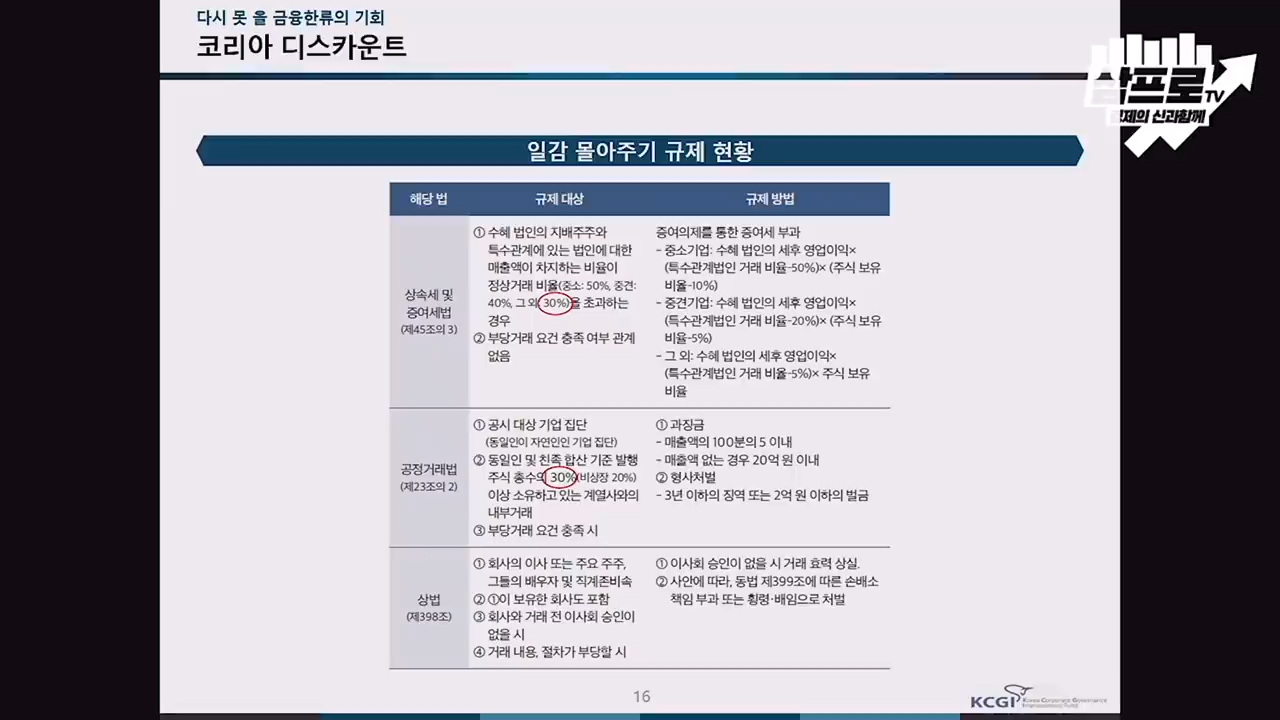 다시 못 올 금융한류의 기회
코리아 디스카운트
삼프로TV
경제의 신과함께
일감 몰아주기 규제 현황
해당 법
규제 대상
규제 방법
상속세 및
증여세법
(제45조의 3)
① 수혜 법인의 지배주주와
특수관계에 있는 법인에 대한
매출액이 차지하는 비율이
정상거래 비율(중소: 50%, 중견:
40%, 그 외 30%)을 초과하는
경우
② 부당거래 요건 충족 여부 관계
없음
증여의제를 통한 증여세 부과
- 중소기업: 수혜 법인의 세후 영업이익×
(특수관계법인 거래 비율-50%)× (주식 보유
비율-10%)
- 중견기업: 수혜 법인의 세후 영업이익×
(특수관계법인 거래 비율-20%)× (주식 보유
비율-5%)
- 그 외: 수혜 법인의 세후 영업이익×
(특수관계법인 거래 비율-5%)× 주식 보유
비율
공정거래법
(제23조의 2)
① 공시 대상 기업 집단
(동일인이 자연인인 기업 집단)
② 동일인 및 친족 합산 기준 발행
주식 총수의 30%(비상장 20%)
이상 소유하고 있는 계열사와의
내부거래
③ 부당거래 요건 충족 시
① 과징금
- 매출액의 100분의 5 이내
- 매출액 없는 경우 20억 원 이내
② 형사처벌
- 3년 이하의 징역 또는 2억 원 이하의 벌금
상법
(제398조)
① 회사의 이사 또는 주요 주주,
그들의 배우자 및 직계존비속
② ①이 보유한 회사도 포함
③ 회사와 거래 전 이사회 승인이
없을 시
④ 거래 내용, 절차가 부당할 시
① 이사회 승인이 없을 시 거래 효력 상실.
② 사안에 따라, 동법 제399조에 따른 손배소
책임 부과 또는 횡령·배임으로 처벌
16
KCGI
Korea Corporate Governance
Improvement Fund